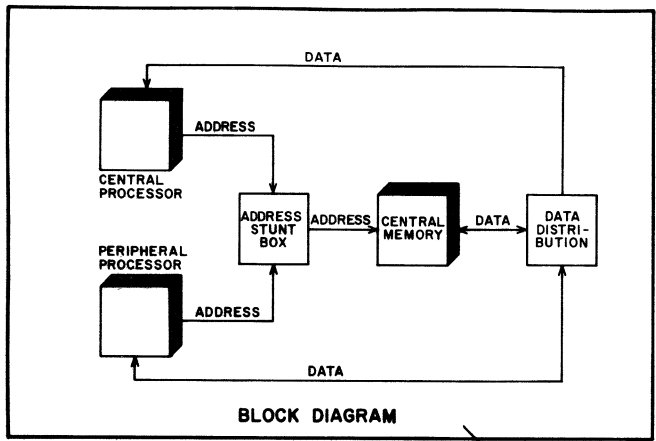 DATA
ADDRESS
CENTRAL
PROCESSOR
ADDRESS
STUNT
BOX
ADDRESS
CENTRAL
MEMORY
DATA
DATA
DISTRI-
BUTION
PERIPHERAL
PROCESSOR
ADDRESS
DATA
BLOCK DIAGRAM